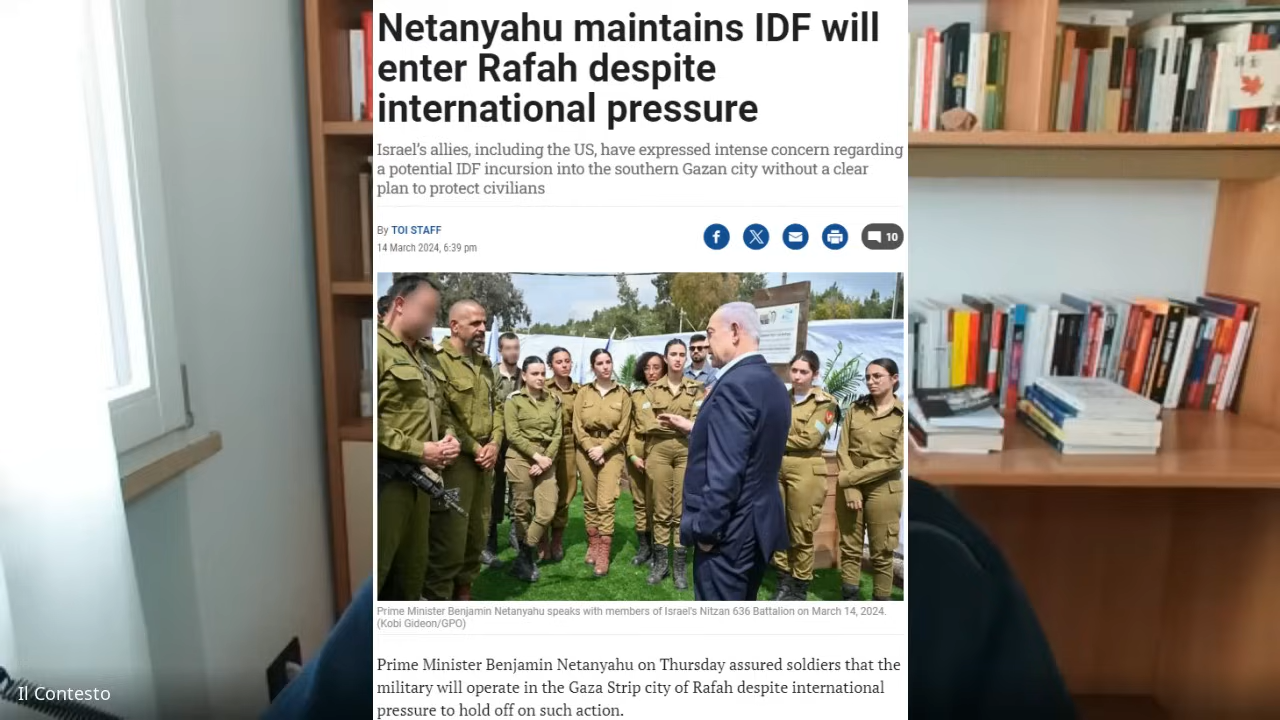 Netanyahu maintains IDF will
enter Rafah despite
international pressure
Israel's allies, including the US, have expressed intense concern regarding
a potential IDF incursion into the southern Gazan city without a clear
plan to protect civilians
By TOI STAFF
14 March 2024, 6:39 pm
10
Prime Minister Benjamin Netanyahu speaks with members of Israel's Nitzan 636 Battalion on March 14, 2024.
(Kobi Gideon/GPO)
Prime Minister Benjamin Netanyahu on Thursday assured soldiers that the
military will operate in the Gaza Strip city of Rafah despite international
pressure to hold off on such action.
Il Contesto